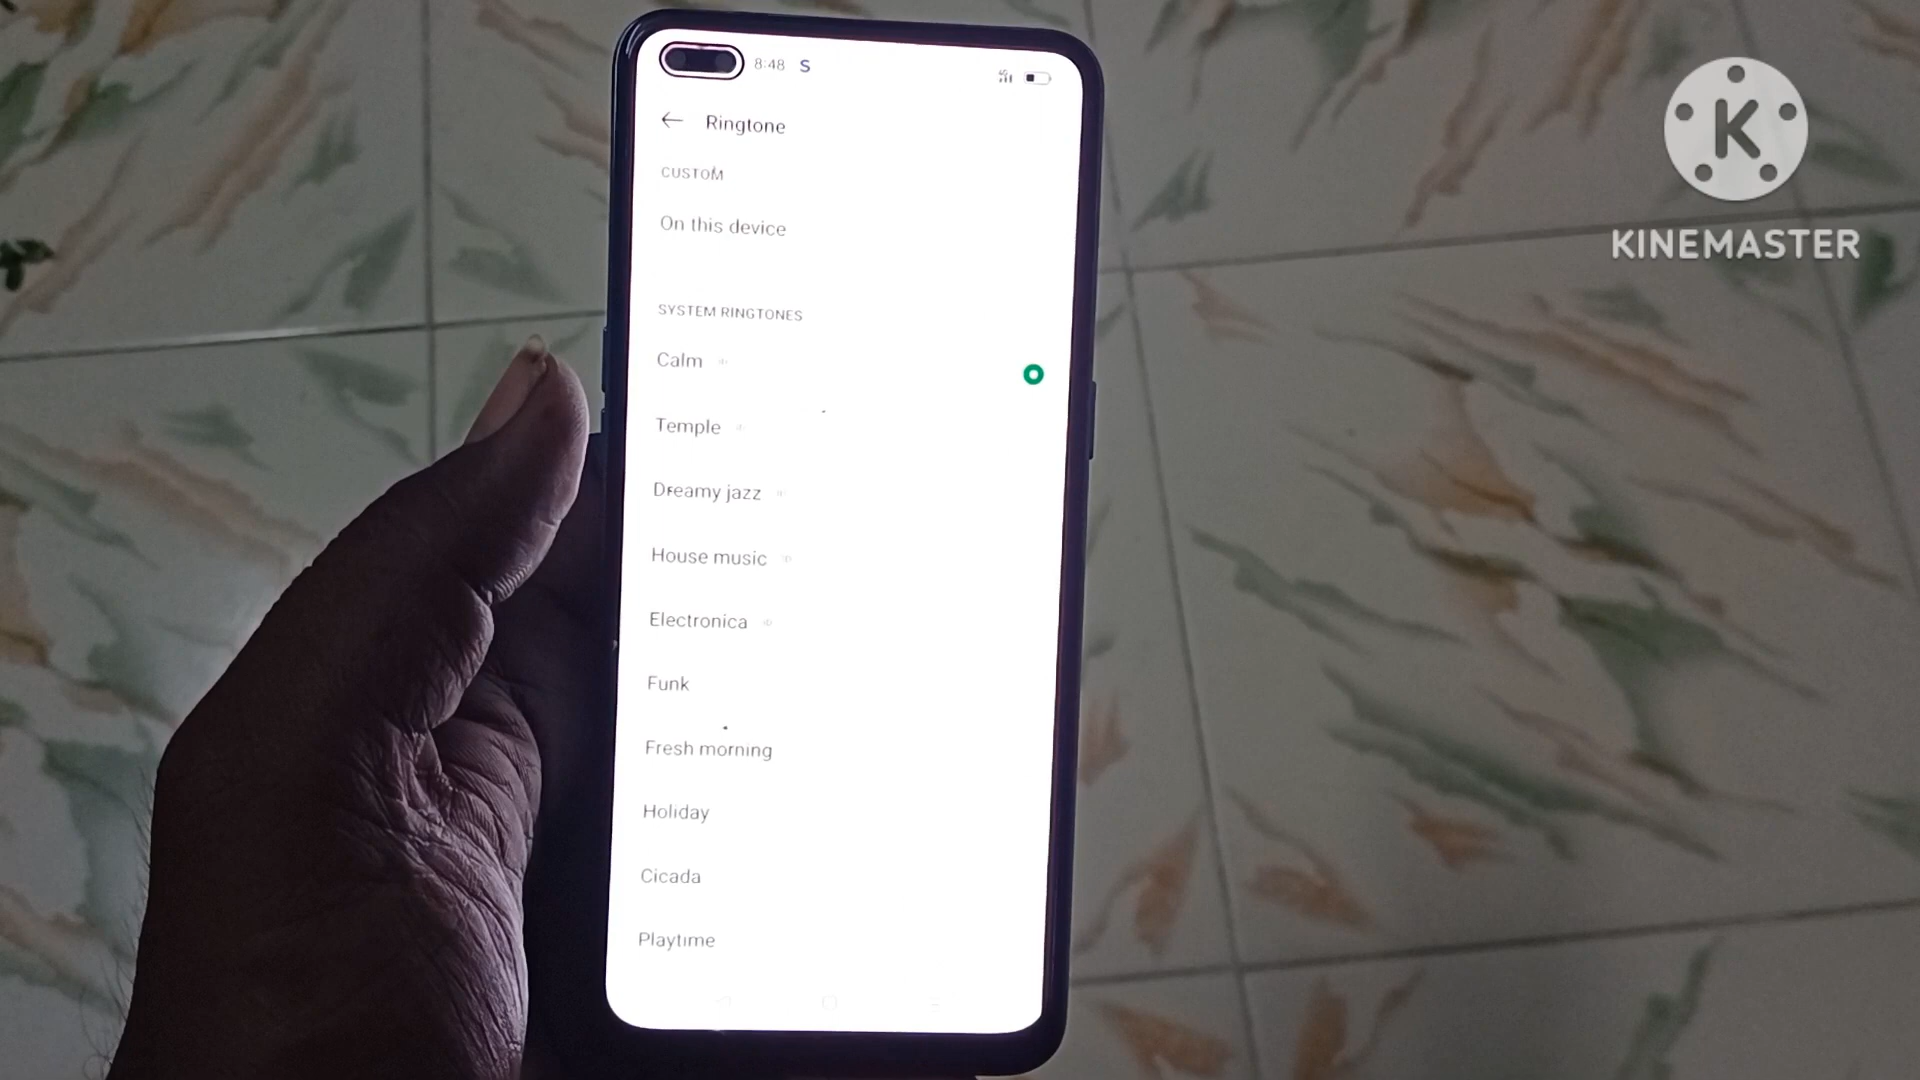 8:48 S
Ringtone
CUSTOM
On this device
SYSTEM RINGTONES
Calm
Temple
Dreamy jazz
House music
Electronica
Funk
Fresh morning
Holiday
Cicada
Playtime
K
KINEMASTER